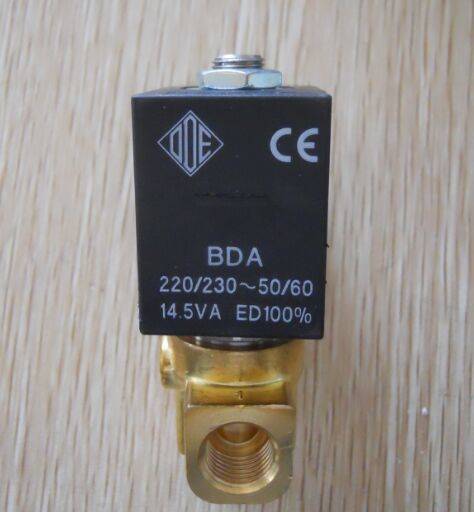 ODE CE
BDA
220/230~50/60
14.5VA ED100%